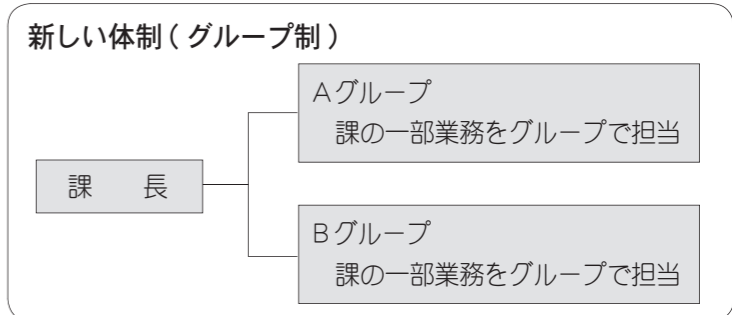 新しい体制(グループ制)
Aグループ
課の一部業務をグループで担当
課　長
Bグループ
課の一部業務をグループで担当